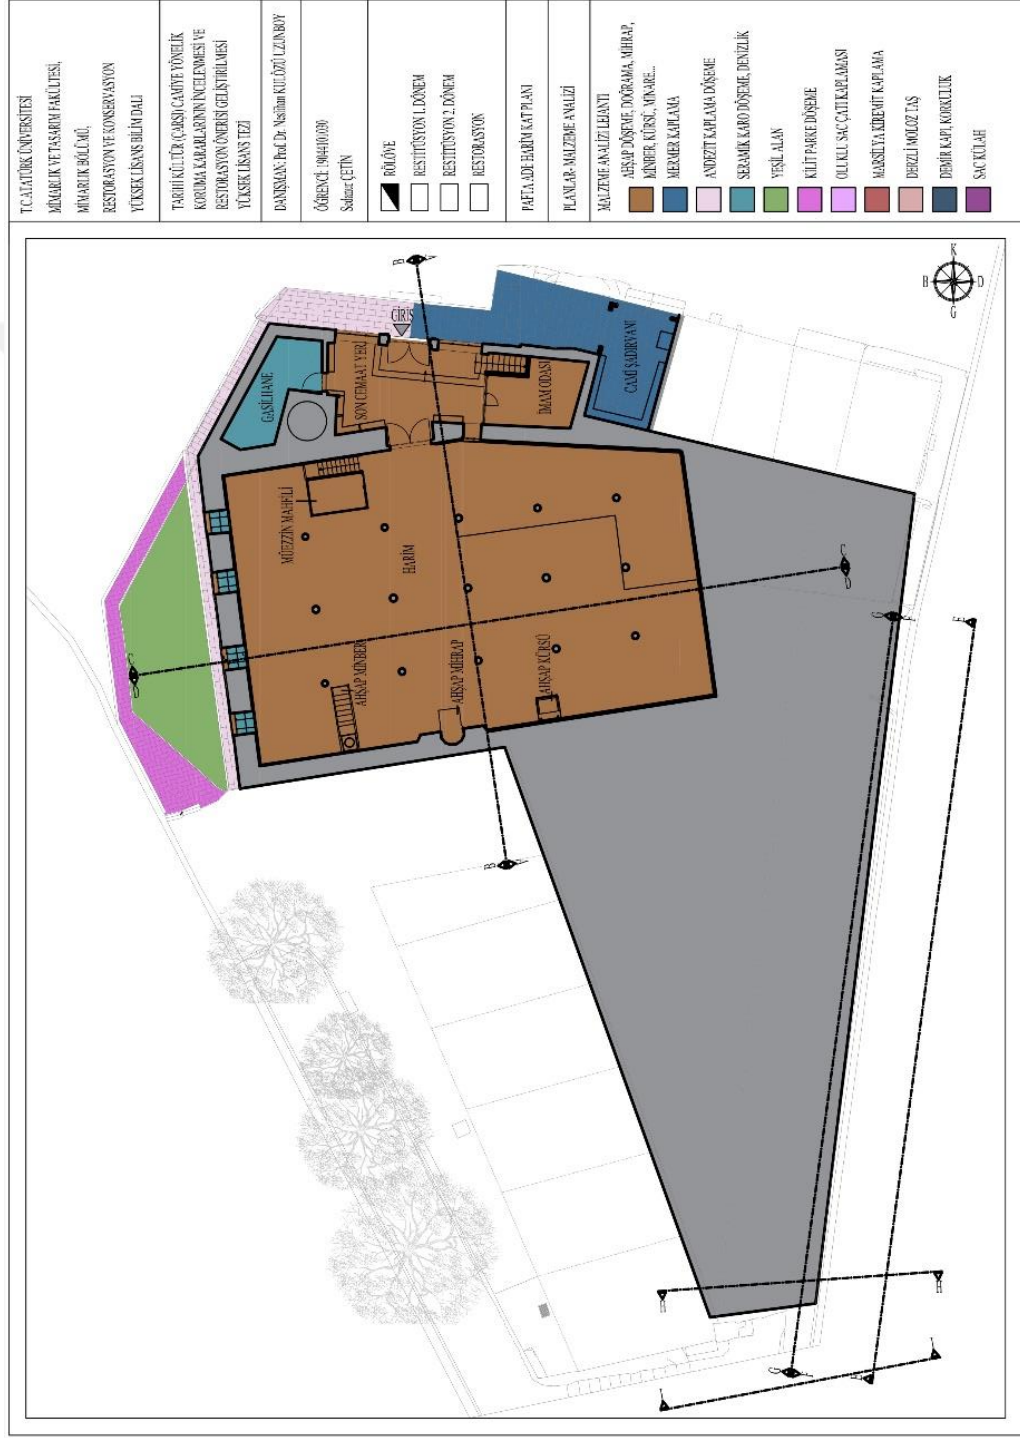 T.C.ATATÜRK ÜNİVERSİTESİ
MİMARLIK VE TASARIM FAKÜLTESİ,
MİMARLIK BÖLÜMÜ,
RESTORASYON VE KONSERVASYON
YÜKSEK LİSANS BİLİM DALI
TARİHİ KÜLTÜR (ÇARŞI) CAMİYE YÖNELİK
KORUMA KARARLARININ İNCELENMESİ VE
RESTORASYON ÖNERİSİ GELİŞTİRİLMESİ
YÜKSEK LİSANS TEZİ
DANIŞMAN: Prof. Dr. Neslihan KULÖZÜ UZUNBOY
ÖĞRENCİ:
Sedanur ÇETİN
RÖLÖVE
RESTİTÜSYON 1. DÖNEM
RESTİTÜSYON 2. DÖNEM
RESTORASYON
PAFTA ADI: HARİM KAT PLANI
PLANLAR- MALZEME ANALİZİ
MALZEME ANALİZİ LEJANTI
AHŞAP DÖŞEME, DOĞRAMA, MİHRAP,
MİNBER, KÜRSÜ, MİNARE...
MERMER KAPLAMA
ANDEZİT KAPLAMA DÖŞEME
SERAMİK KARO DÖŞEME, DENİZLİK
YEŞİL ALAN
KİLİT PARKE DÖŞEME
OLUKLU SAC ÇATI KAPLAMASI
MARSİLYA KİREMİT KAPLAMA
DERZLİ MOLOZ TAŞ
DEMİR KAPI, KORKULUK
SAC KÜLAH
GASİLHANE
SON CEMAAT YERİ
GİRİŞ
İMAM ODASI
CAMİ ŞADIRVANI
MÜEZZİN MAHFİLİ
HARİM
AHŞAP MİNBER
AHŞAP MİHRAP
AHŞAP KÜRSÜ
K
B
D
G
B
B
C
C
G
G
H
H